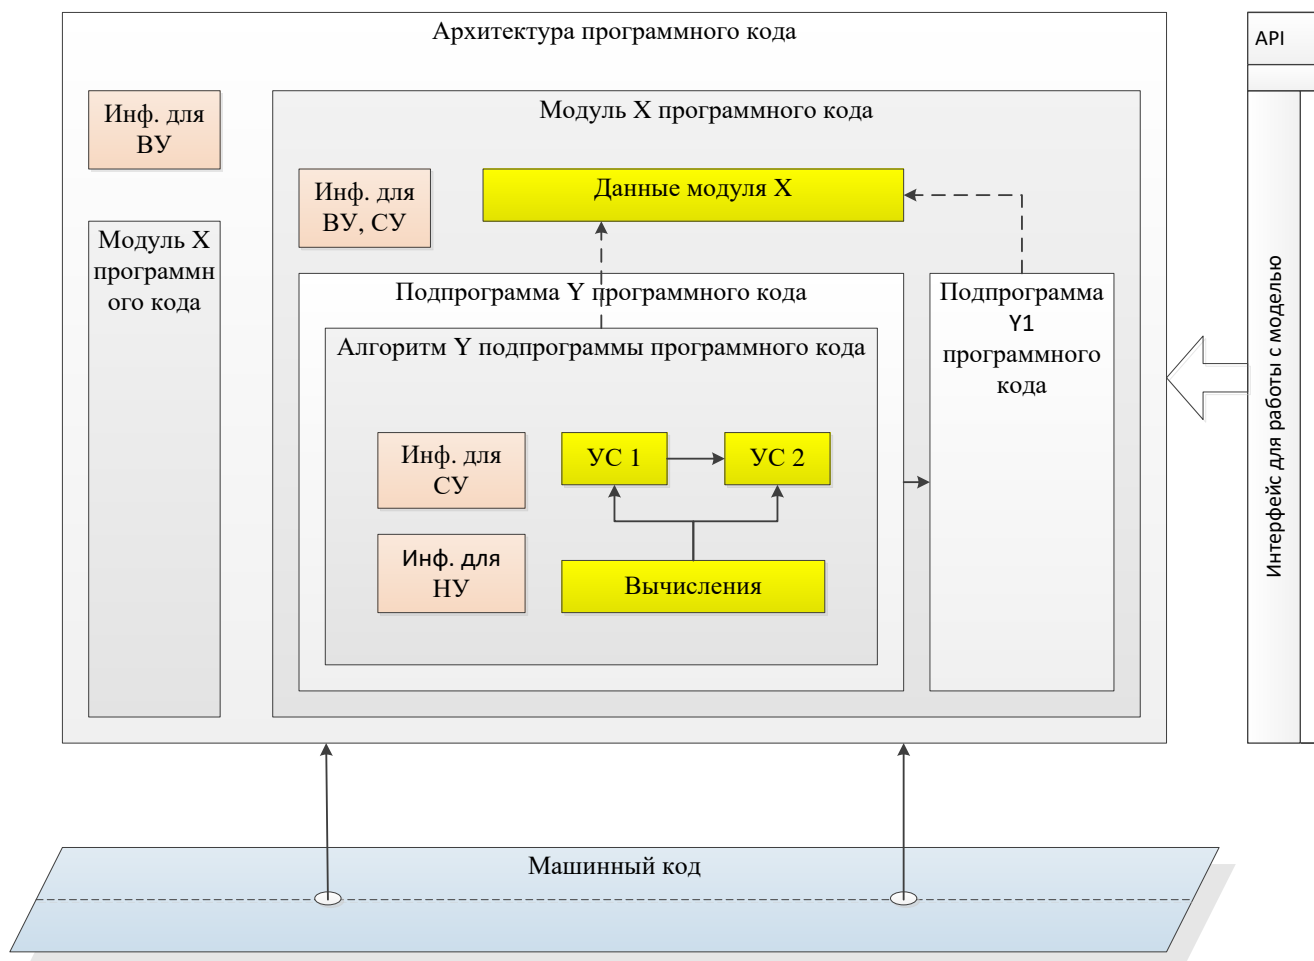 Архитектура программного кода
API
Инф. для
ВУ
Модуль X программного кода
Инф. для
ВУ, СУ
Данные модуля X
Модуль X
программн
ого кода
Подпрограмма Y программного кода
Подпрограмма
Y1
программного
кода
Алгоритм Y подпрограммы программного кода
Интерфейс для работы с моделью
Инф. для
СУ
УС 1
УС 2
Инф. для
НУ
Вычисления
Машинный код